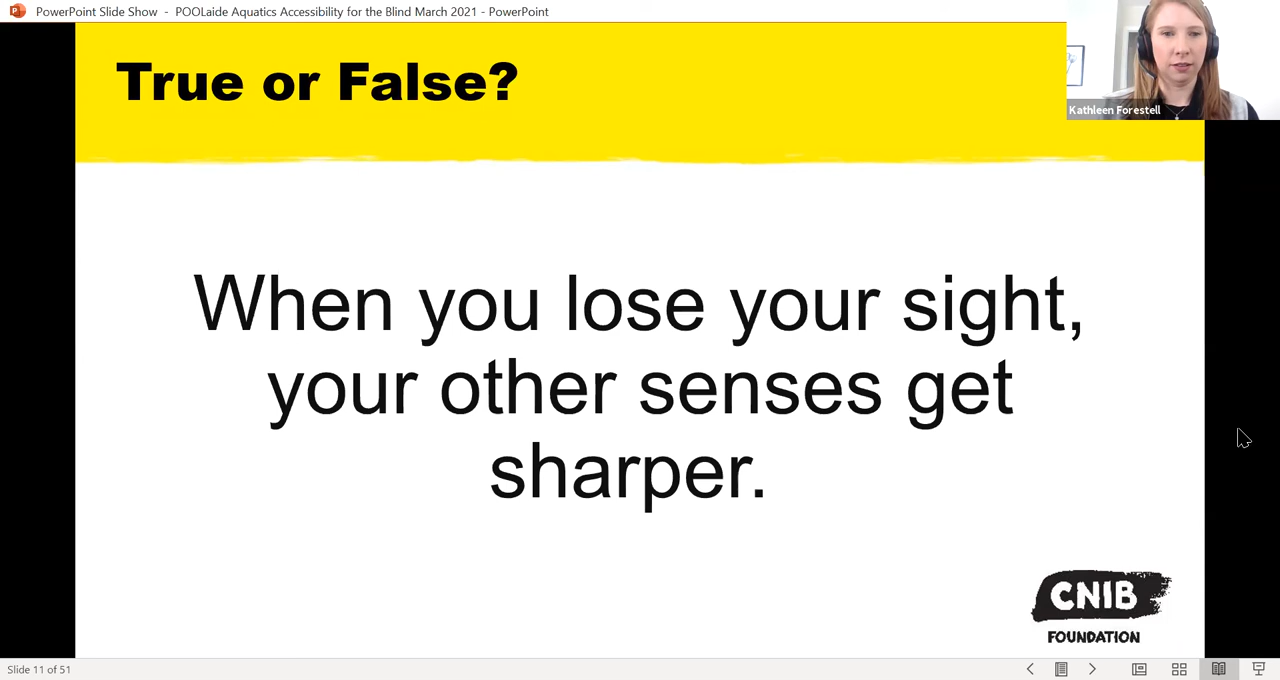 PowerPoint Slide Show - POOLaide Aquatics Accessibility for the Blind March 2021 - PowerPoint
True or False?
Kathleen Forestell
When you lose your sight,
your other senses get
sharper.
CNIB
FOUNDATION
Slide 11 of 51